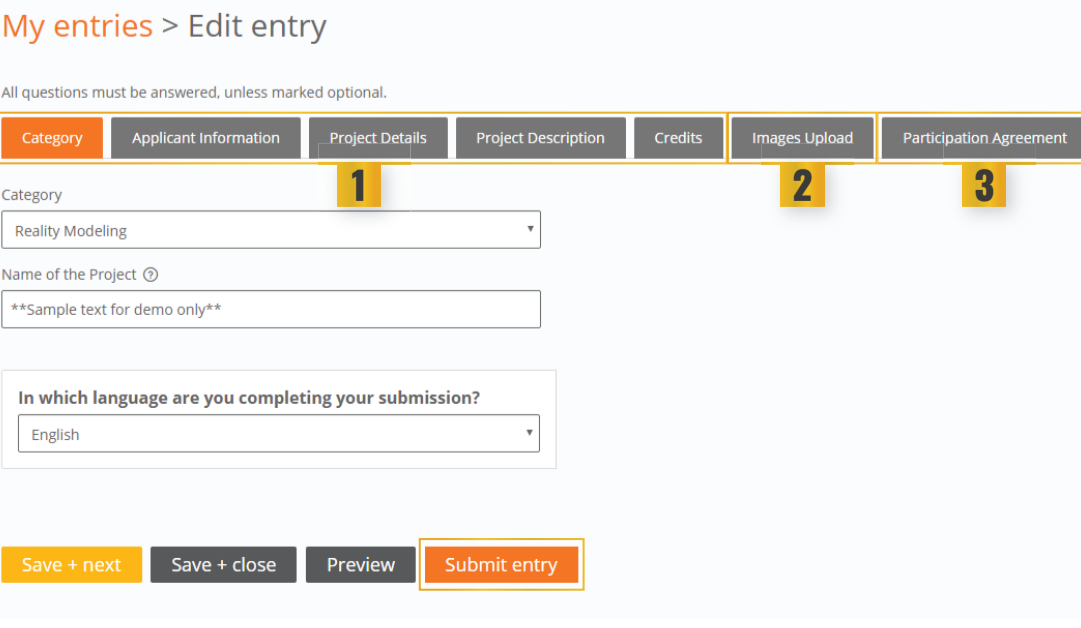 My entries > Edit entry
All questions must be answered, unless marked optional.
Category Applicant Information Project Details Project Description Credits Images Upload Participation Agreement
1 2 3
Category
Reality Modeling
Name of the Project ?
**Sample text for demo only**
In which language are you completing your submission?
English
Save + next Save + close Preview Submit entry